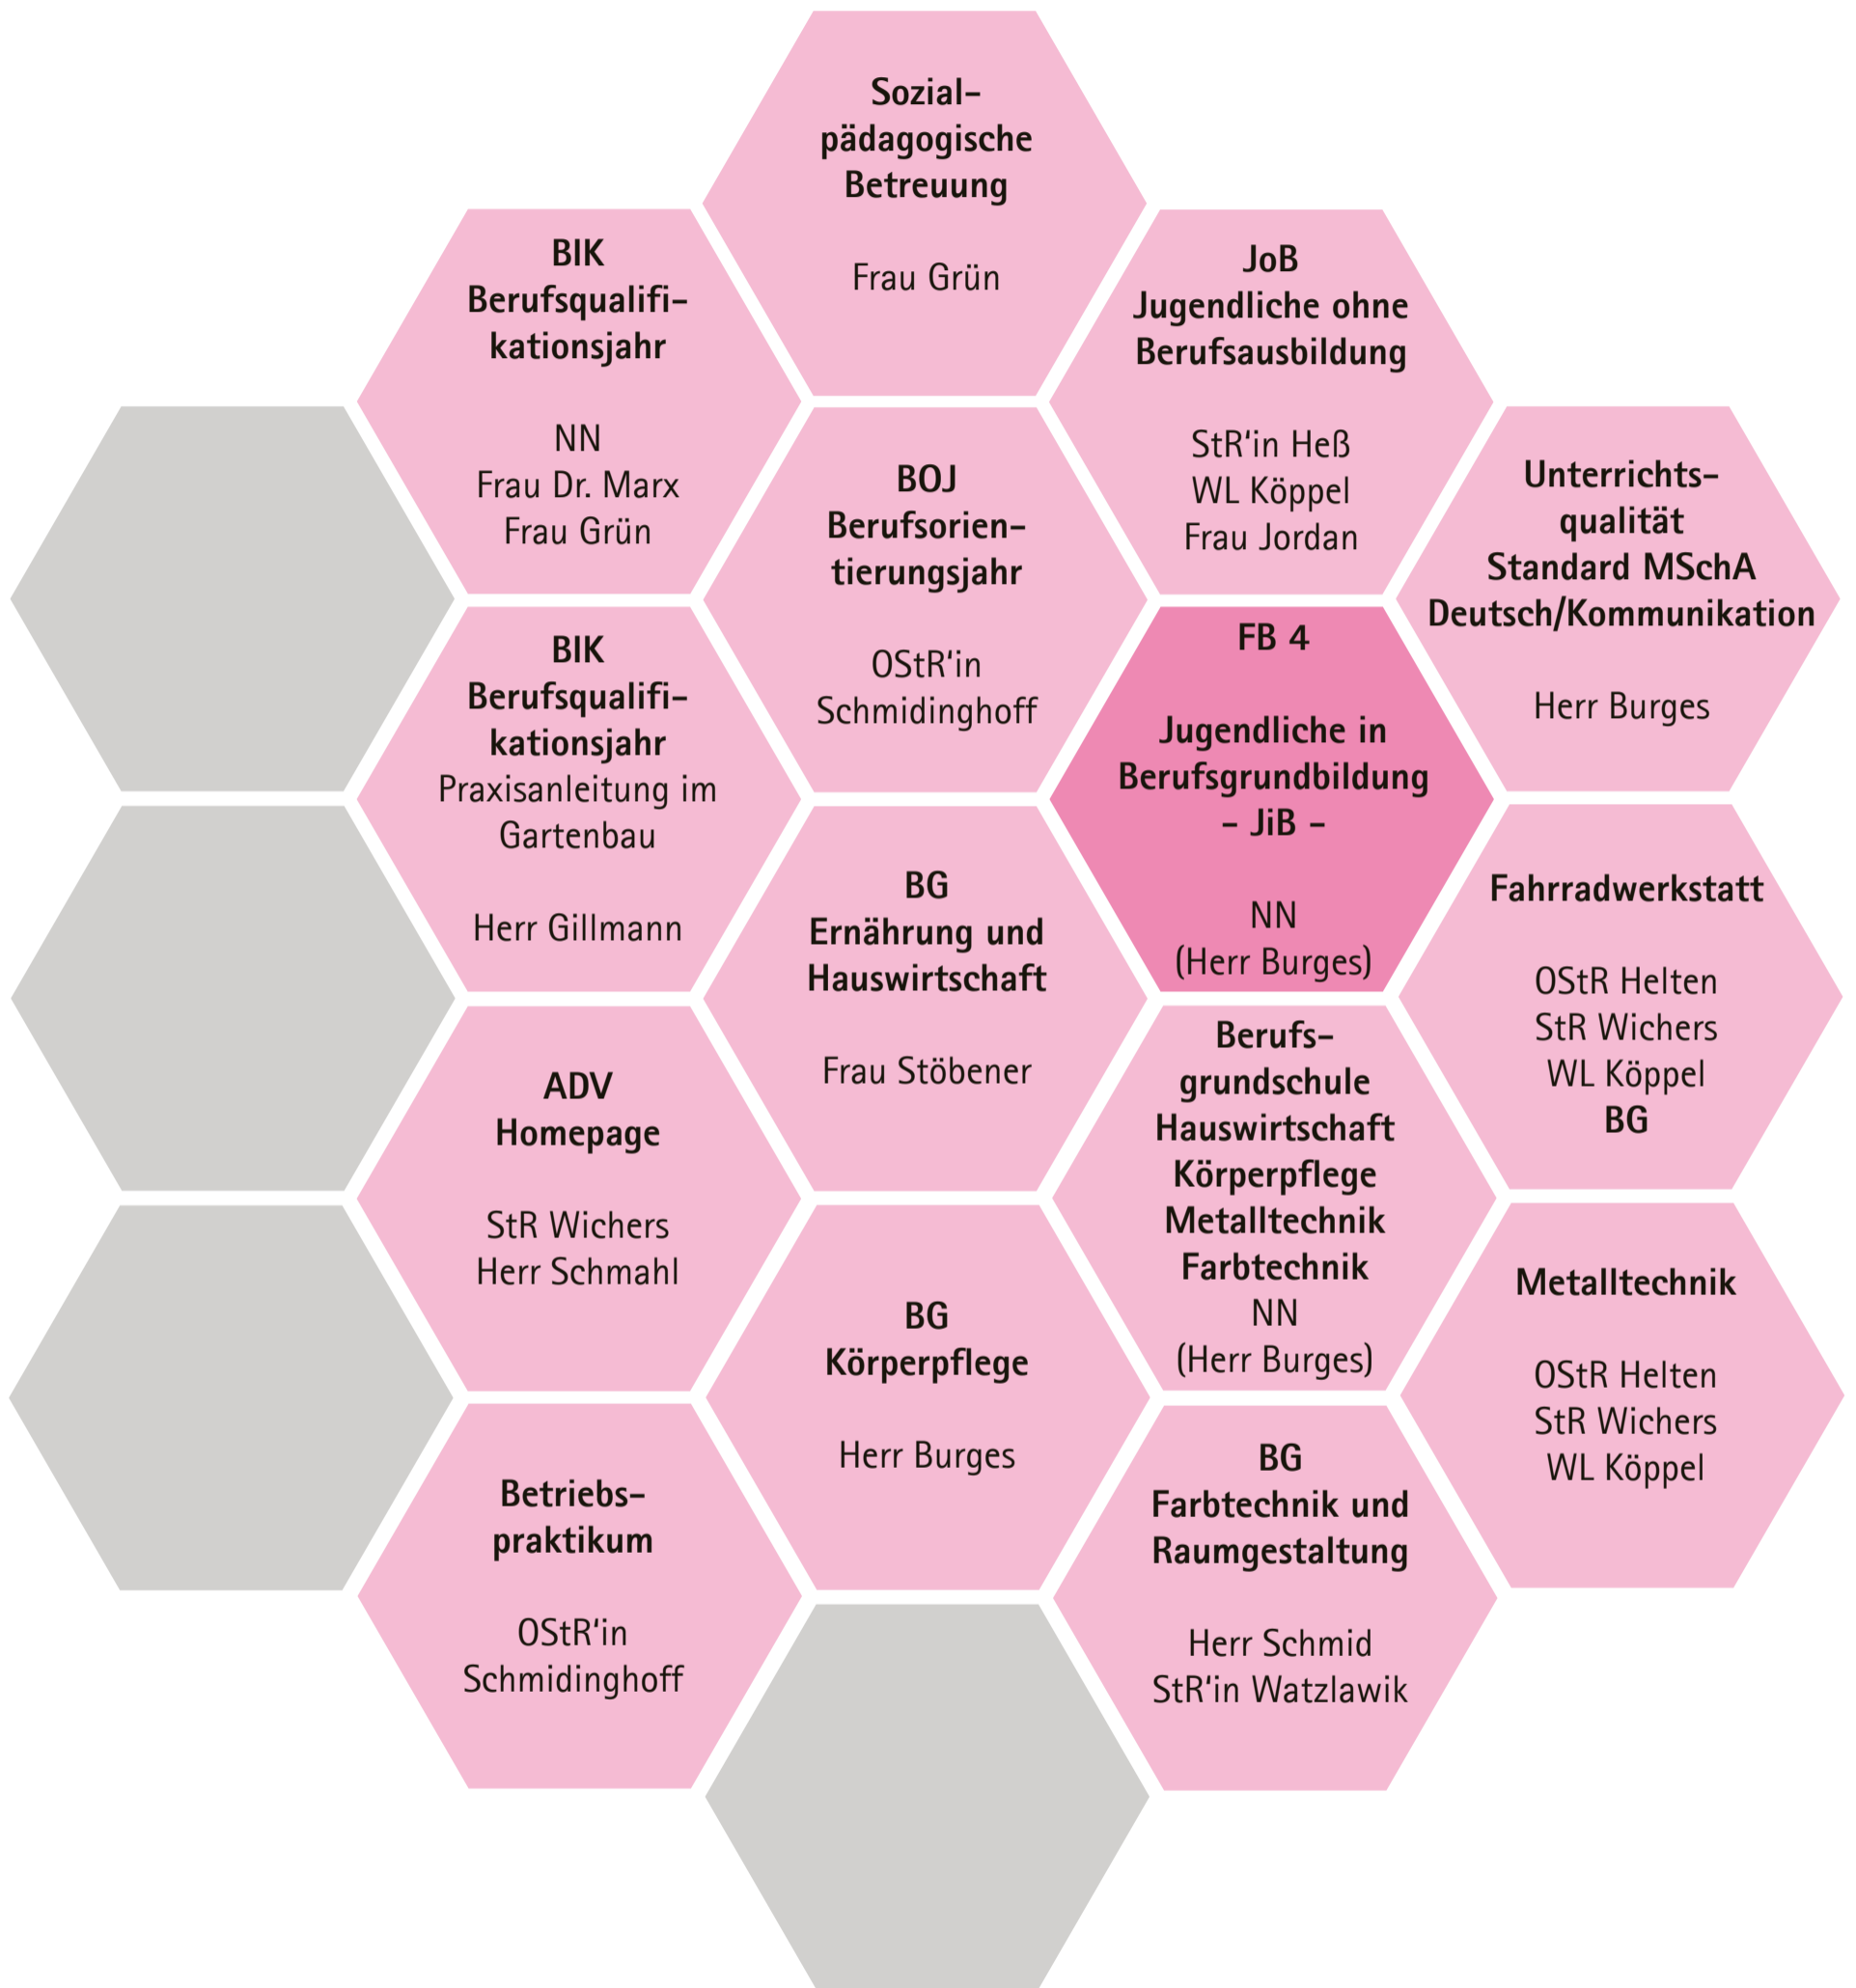 Sozial-
pädagogische
Betreuung
Frau Grün
BIK
Berufsqualifi-
kationsjahr
NN
Frau Dr. Marx
Frau Grün
JoB
Jugendliche ohne
Berufsausbildung
StR'in Heß
WL Köppel
Frau Jordan
BOJ
Berufsorien-
tierungsjahr
OStR'in
Schmidinghoff
Unterrichts-
qualität
Standard MSchA
Deutsch/Kommunikation
Herr Burges
BIK
Berufsqualifi-
kationsjahr
Praxisanleitung im
Gartenbau
Herr Gillmann
FB 4
Jugendliche in
Berufsgrundbildung
- JiB -
NN
(Herr Burges)
BG
Ernährung und
Hauswirtschaft
Frau Stöbener
Fahrradwerkstatt
OStR Helten
StR Wichers
WL Köppel
BG
ADV
Homepage
StR Wichers
Herr Schmahl
Berufs-
grundschule
Hauswirtschaft
Körperpflege
Metalltechnik
Farbtechnik
NN
(Herr Burges)
BG
Körperpflege
Herr Burges
Metalltechnik
OStR Helten
StR Wichers
WL Köppel
Betriebs-
praktikum
OStR'in
Schmidinghoff
BG
Farbtechnik und
Raumgestaltung
Herr Schmid
StR'in Watzlawik